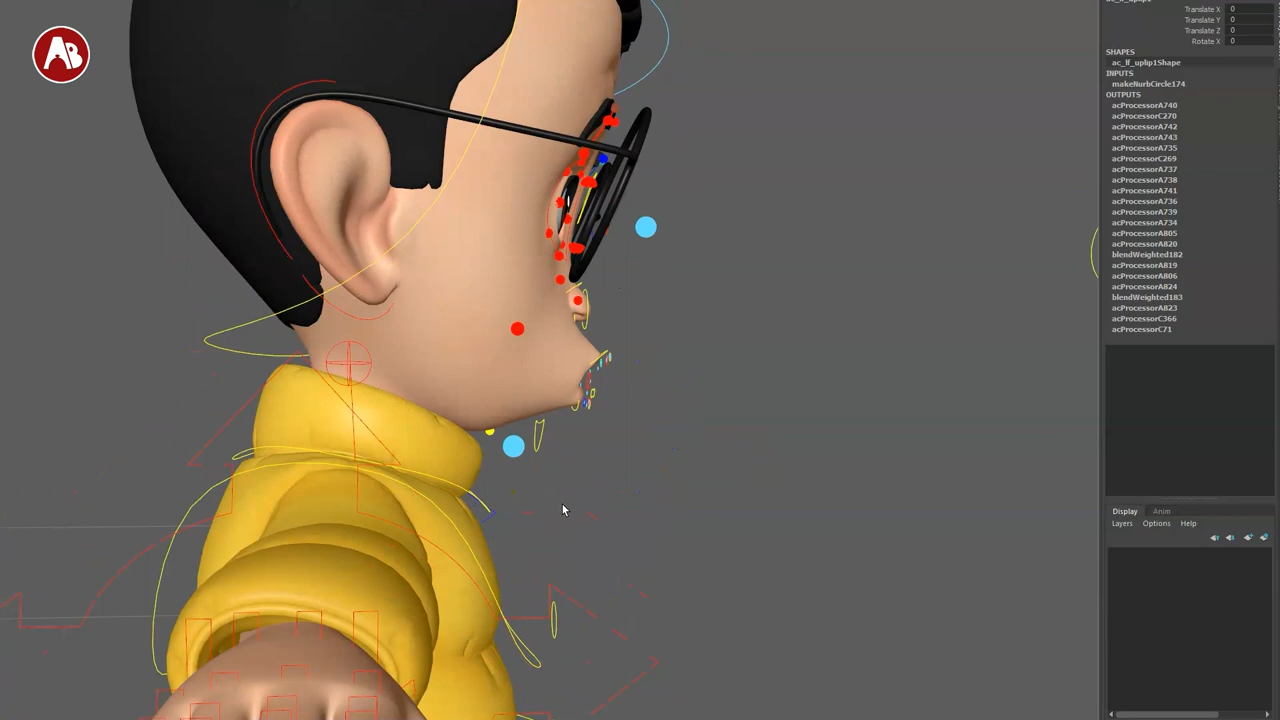 AB
Translate X 0
Translate Y 0
Translate Z 0
Rotate X 0
SHAPES
ac_lf_uplip1Shape
INPUTS
makeNurbCircle174
OUTPUTS
acProcessorA740
acProcessorC270
acProcessorA742
acProcessorA743
acProcessorA735
acProcessorC269
acProcessorA737
acProcessorA738
acProcessorA741
acProcessorA736
acProcessorA739
acProcessorA734
acProcessorA805
acProcessorA820
blendWeighted182
acProcessorA819
acProcessorA806
acProcessorA824
blendWeighted183
acProcessorA823
acProcessorC366
acProcessorC71
Display Anim
Layers Options Help